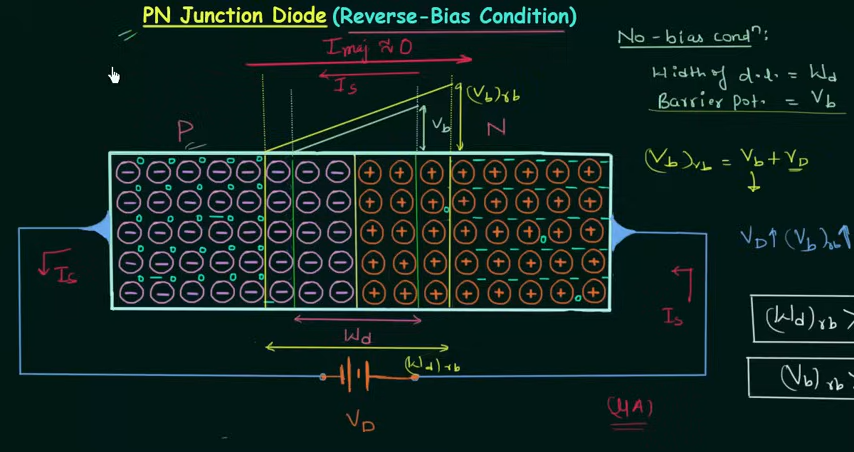 PN Junction Diode (Reverse-Bias Condition)
Imaj ≈ 0
Is
No-bias condⁿ:
Width of d.l. = Wd
Barrier pot. = Vb
(Vb)rb
Vb
P
N
(Vb)rb = Vb + VD
VD↑ (Vb)rb↑
Is
Is
Wd
(Wd)rb
(Wd)rb >
(Vb)rb >
VD
(μA)